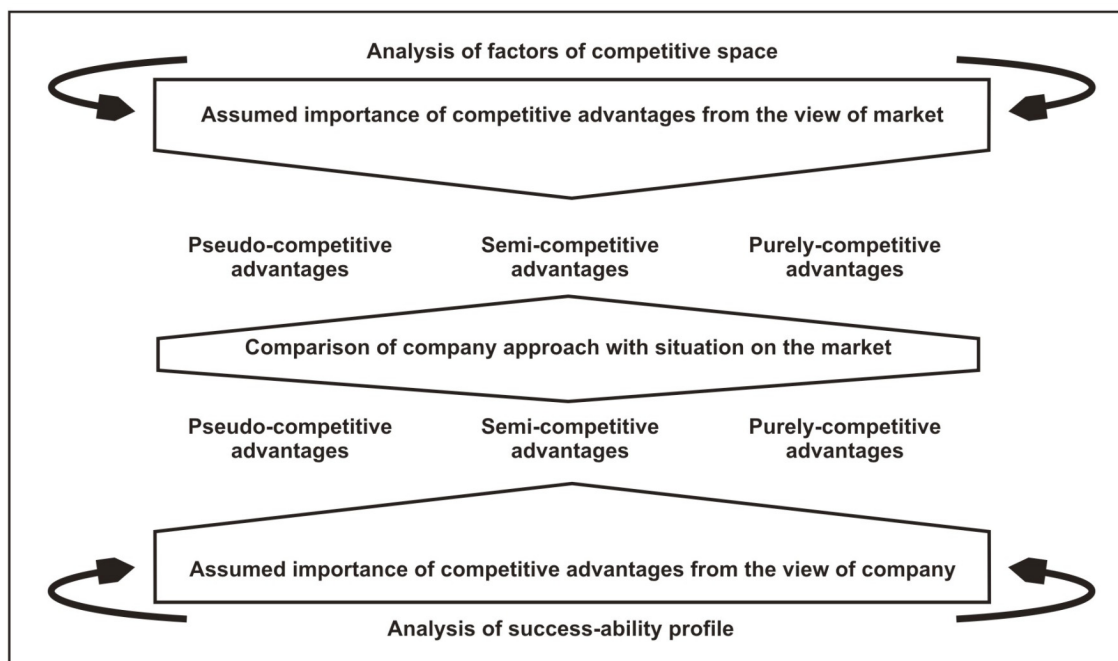 Analysis of factors of competitive space
Assumed importance of competitive advantages from the view of market
Pseudo-competitive advantages
Semi-competitive advantages
Purely-competitive advantages
Comparison of company approach with situation on the market
Pseudo-competitive advantages
Semi-competitive advantages
Purely-competitive advantages
Assumed importance of competitive advantages from the view of company
Analysis of success-ability profile